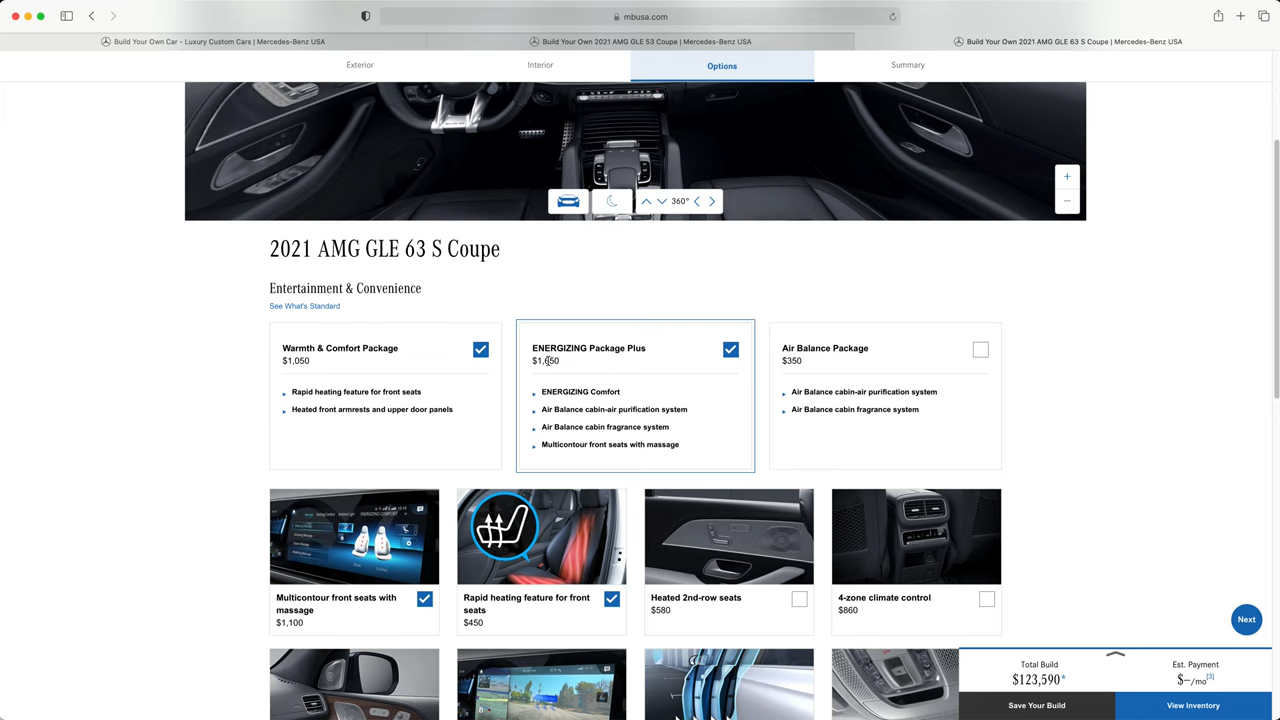 mbusa.com
Build Your Own Car - Luxury Custom Cars | Mercedes-Benz USA
Build Your Own 2021 AMG GLE 53 Coupe | Mercedes-Benz USA
Build Your Own 2021 AMG GLE 63 S Coupe | Mercedes-Benz USA
Exterior
Interior
Options
Summary
+
360°
−
2021 AMG GLE 63 S Coupe
Entertainment & Convenience
See What's Standard
Warmth & Comfort Package
$1,050
Rapid heating feature for front seats
Heated front armrests and upper door panels
ENERGIZING Package Plus
$1,650
ENERGIZING Comfort
Air Balance cabin-air purification system
Air Balance cabin fragrance system
Multicontour front seats with massage
Air Balance Package
$350
Air Balance cabin-air purification system
Air Balance cabin fragrance system
Multicontour front seats with
massage
$1,100
Rapid heating feature for front
seats
$450
Heated 2nd-row seats
$580
4-zone climate control
$860
Next
Total Build
$123,590*
Est. Payment
$–/mo[3]
Save Your Build
View Inventory